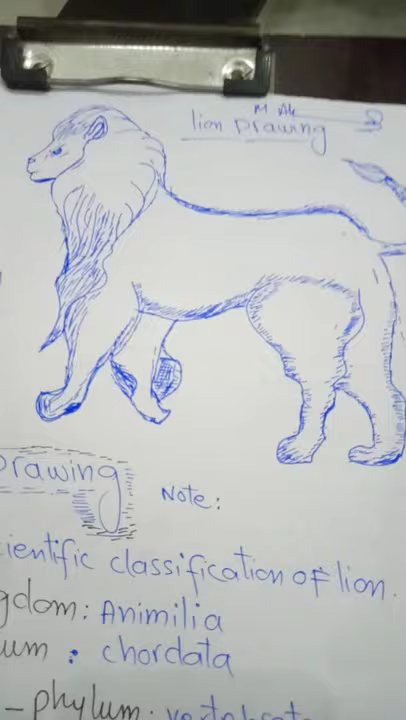 M Ak
lion Drawing
Drawing
Note:
ientific classification of lion.
gdom: Animilia
um : chordata
-phylum.